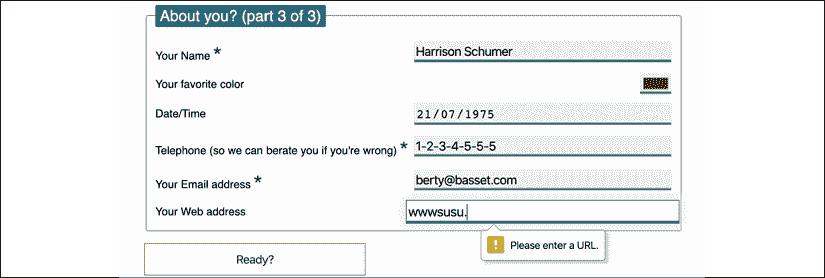 About you? (part 3 of 3)
Your Name * Harrison Schumer
Your favorite color
Date/Time 21/07/1975
Telephone (so we can berate you if you're wrong) * 1-2-3-4-5-5-5
Your Email address * berty@basset.com
Your Web address wwwsusu.
Please enter a URL.
Ready?